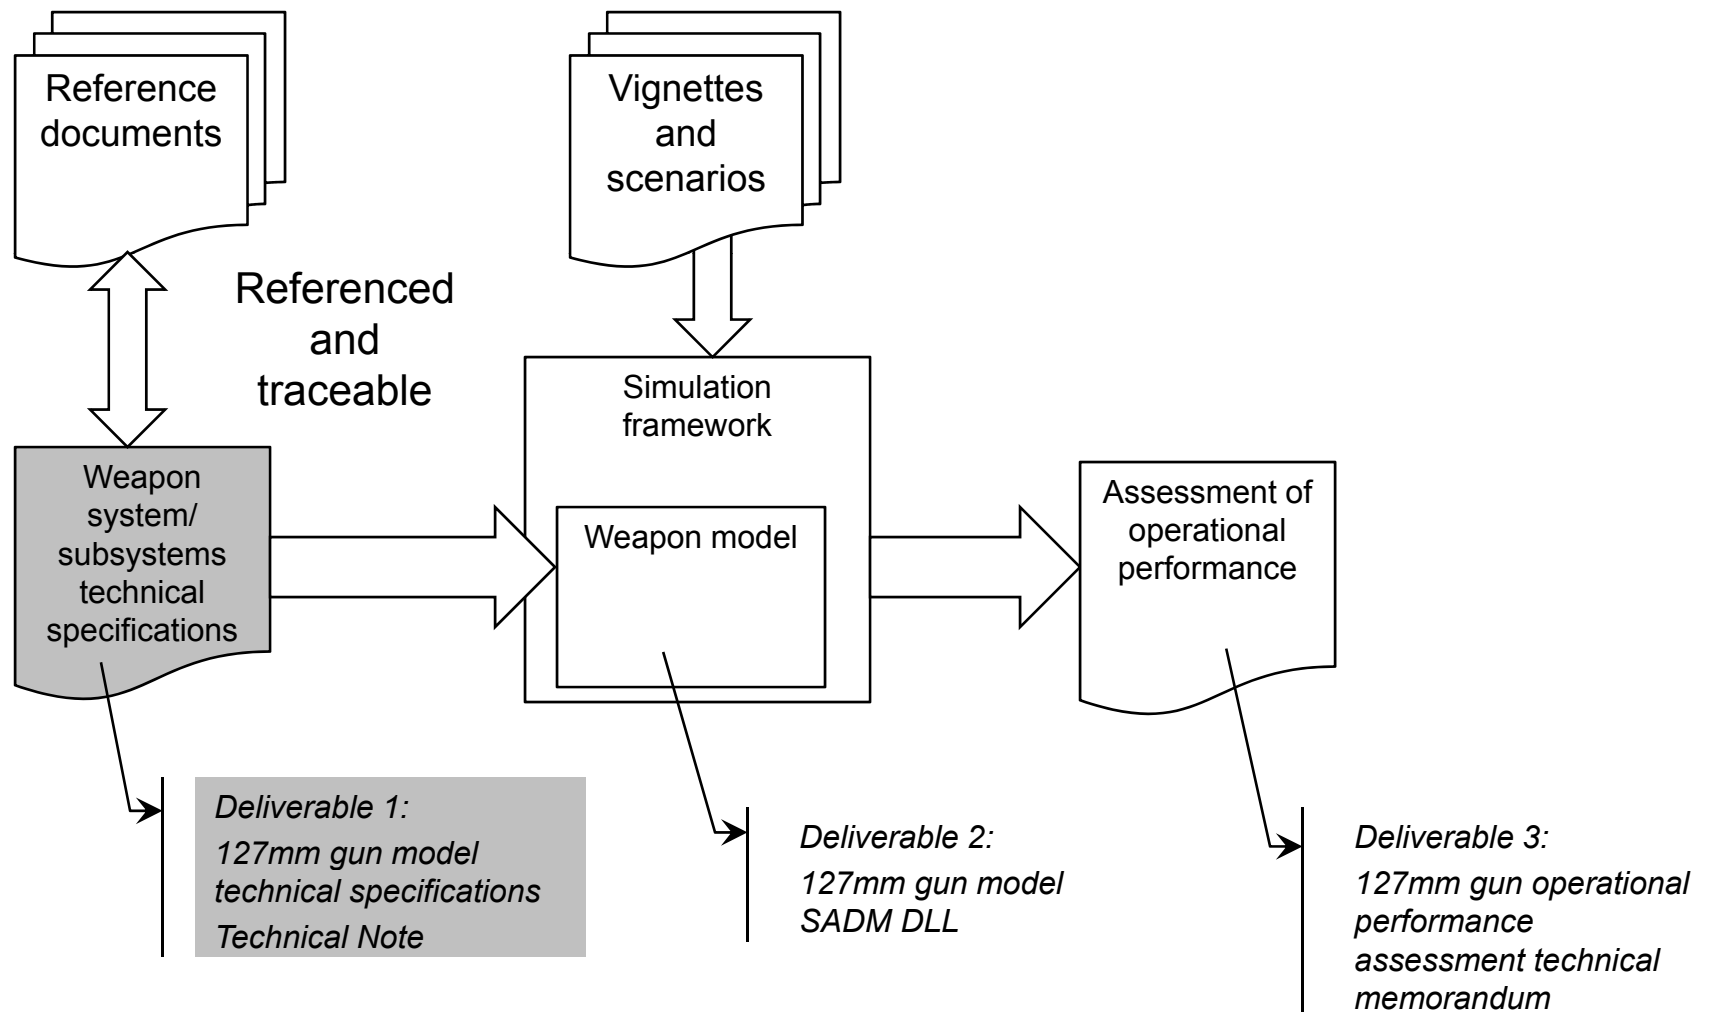 Reference
documents
Vignettes
and
scenarios
Referenced
and
traceable
Simulation
framework
Weapon
system/
subsystems
technical
specifications
Weapon model
Assessment of
operational
performance
Deliverable 1:
127mm gun model
technical specifications
Technical Note
Deliverable 2:
127mm gun model
SADM DLL
Deliverable 3:
127mm gun operational
performance
assessment technical
memorandum